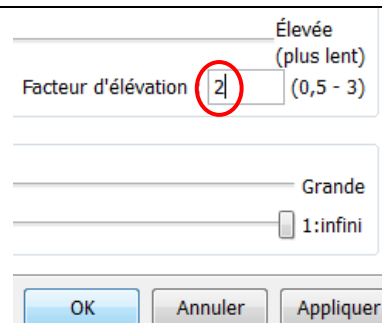 Élevée
(plus lent)
Facteur d'élévation 2 (0,5 - 3)
Grande
1:infini
OK Annuler Appliquer